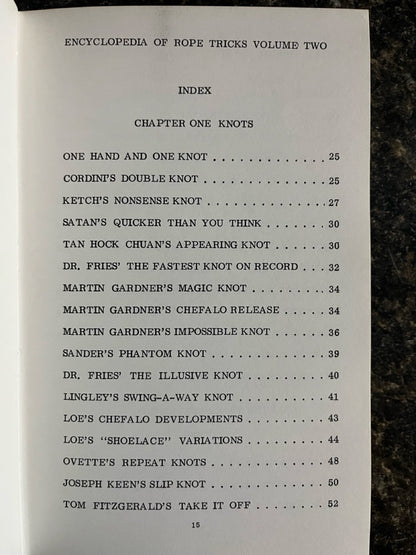 ENCYCLOPEDIA OF ROPE TRICKS VOLUME TWO
INDEX
CHAPTER ONE KNOTS
ONE HAND AND ONE KNOT . . . . . . . . . . . . . 25
CORDINI'S DOUBLE KNOT . . . . . . . . . . . . . . 25
KETCH'S NONSENSE KNOT . . . . . . . . . . . . . 27
SATAN'S QUICKER THAN YOU THINK . . . . . . . . 30
TAN HOCK CHUAN'S APPEARING KNOT . . . . . . . 30
DR. FRIES' THE FASTEST KNOT ON RECORD . . . . 32
MARTIN GARDNER'S MAGIC KNOT . . . . . . . . . 34
MARTIN GARDNER'S CHEFALO RELEASE . . . . . . 34
MARTIN GARDNER'S IMPOSSIBLE KNOT . . . . . . . 36
SANDER'S PHANTOM KNOT . . . . . . . . . . . . . 39
DR. FRIES' THE ILLUSIVE KNOT . . . . . . . . . . 40
LINGLEY'S SWING-A-WAY KNOT . . . . . . . . . . 41
LOE'S CHEFALO DEVELOPMENTS . . . . . . . . . . 43
LOE'S "SHOELACE" VARIATIONS . . . . . . . . . . 44
OVETTE'S REPEAT KNOTS . . . . . . . . . . . . . 48
JOSEPH KEEN'S SLIP KNOT . . . . . . . . . . . . . 50
TOM FITZGERALD'S TAKE IT OFF . . . . . . . . . 52
15